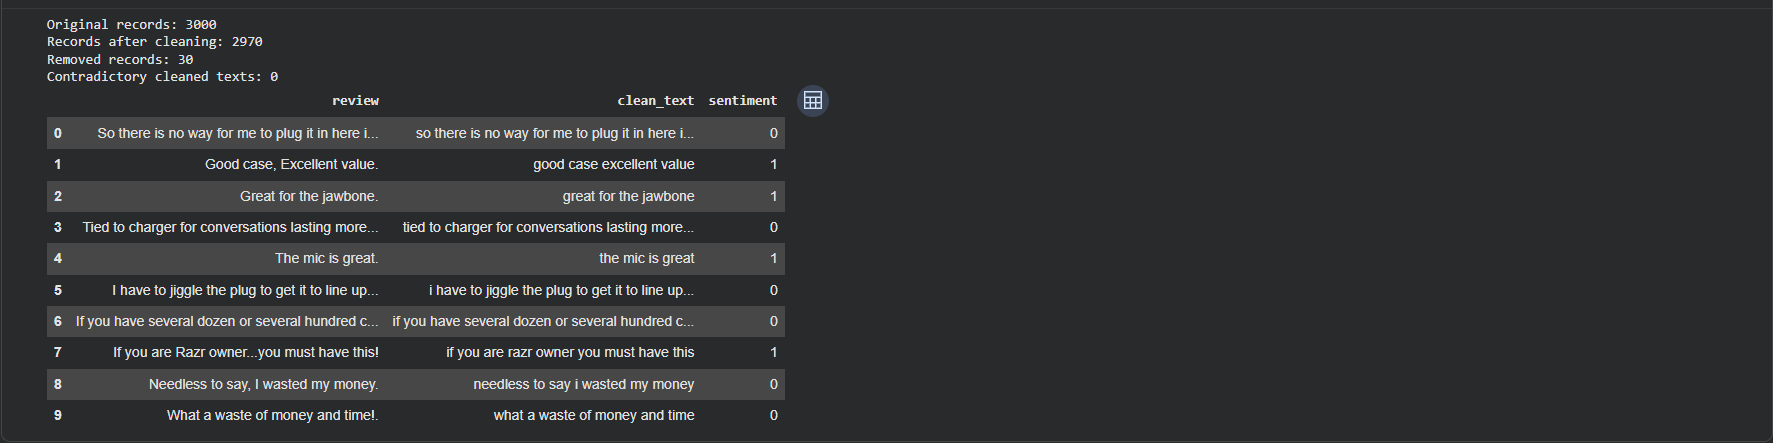 Original records: 3000
Records after cleaning: 2970
Removed records: 30
Contradictory cleaned texts: 0
review clean_text sentiment
0 So there is no way for me to plug it in here i... so there is no way for me to plug it in here i... 0
1 Good case, Excellent value. good case excellent value 1
2 Great for the jawbone. great for the jawbone 1
3 Tied to charger for conversations lasting more... tied to charger for conversations lasting more... 0
4 The mic is great. the mic is great 1
5 I have to jiggle the plug to get it to line up... i have to jiggle the plug to get it to line up... 0
6 If you have several dozen or several hundred c... if you have several dozen or several hundred c... 0
7 If you are Razr owner...you must have this! if you are razr owner you must have this 1
8 Needless to say, I wasted my money. needless to say i wasted my money 0
9 What a waste of money and time!. what a waste of money and time 0